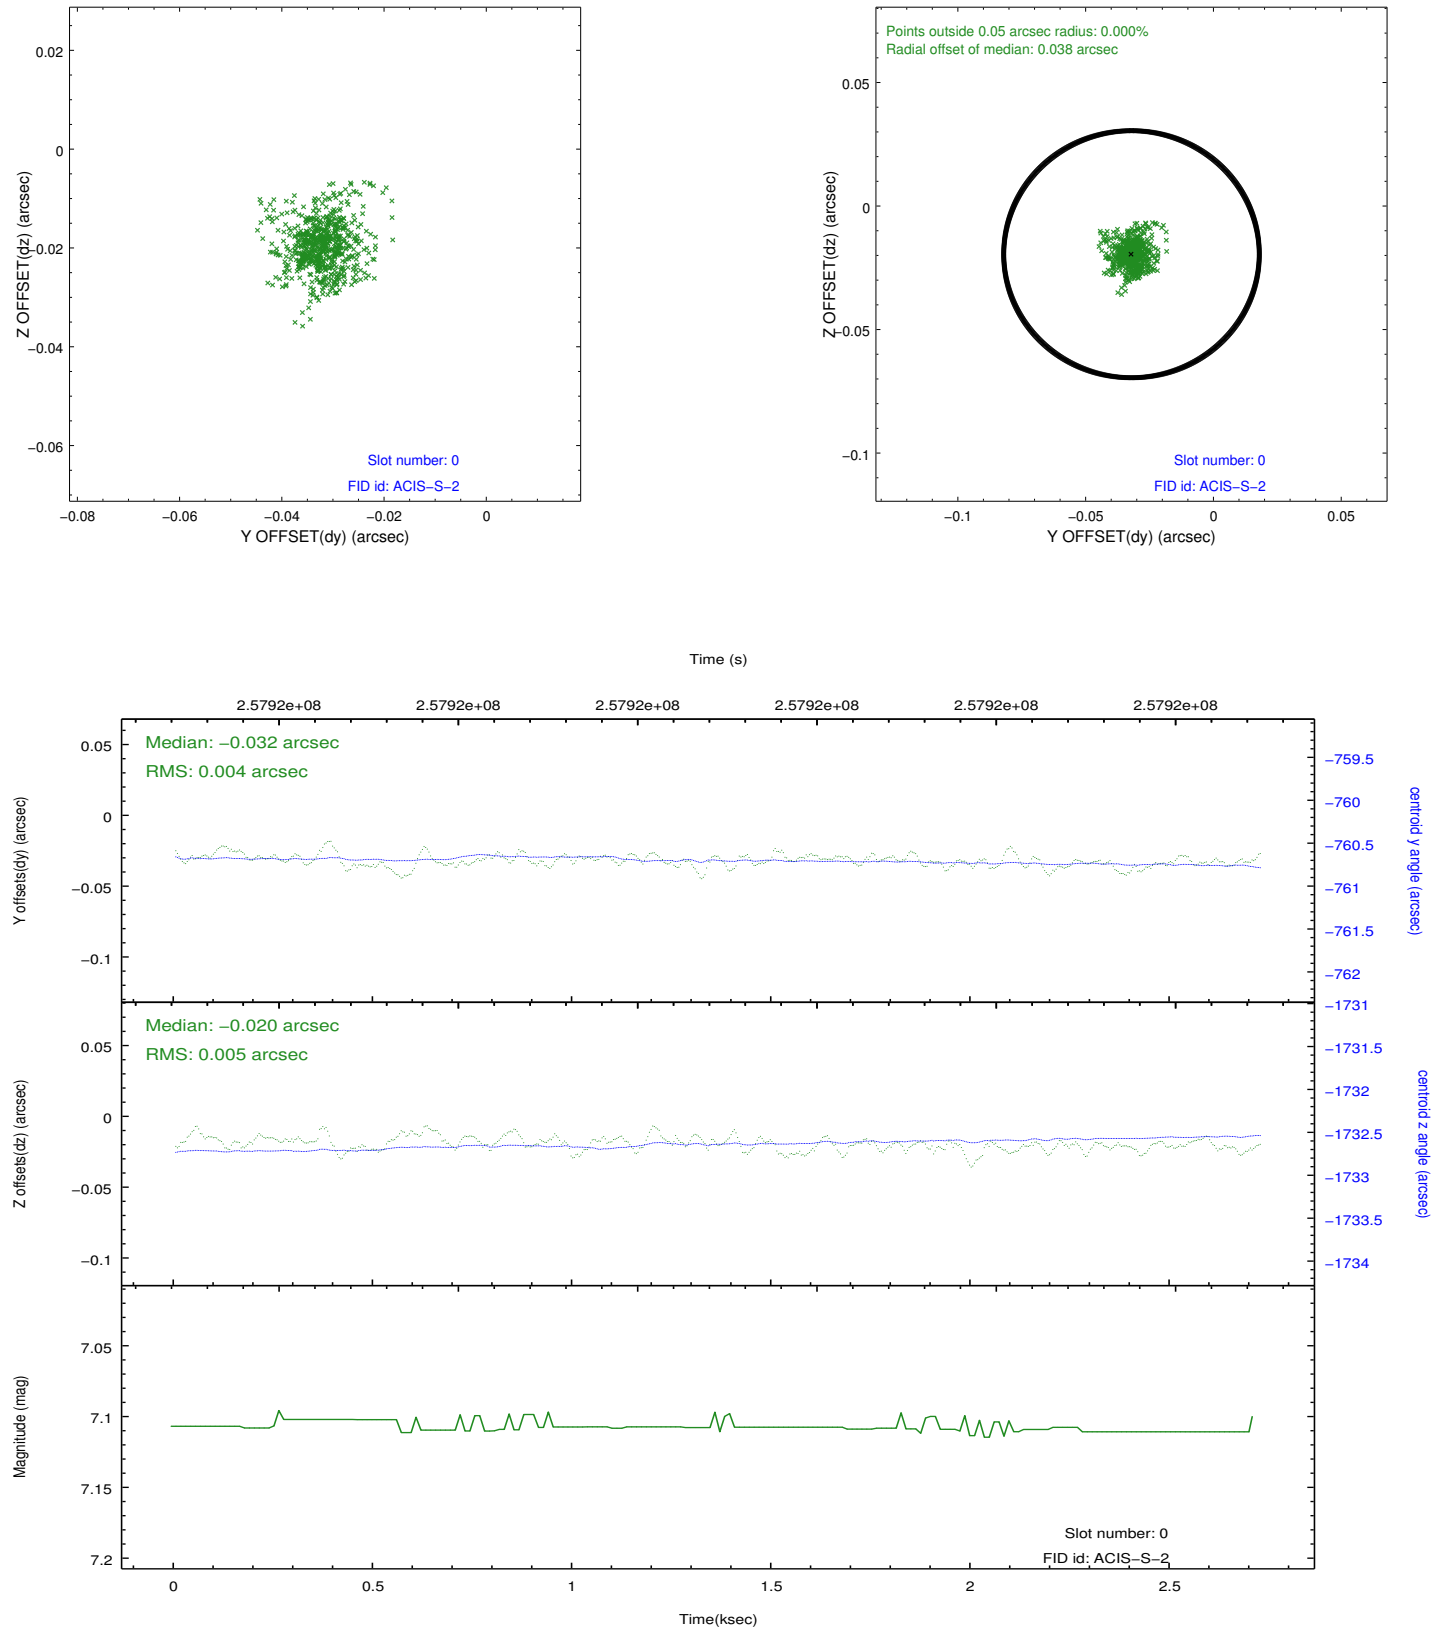 0.02
0
−0.02
−0.04
−0.06
Z OFFSET(dz) (arcsec)
Slot number: 0
FID id: ACIS−S−2
−0.08
−0.06
−0.04
−0.02
0
Y OFFSET(dy) (arcsec)
Points outside 0.05 arcsec radius: 0.000%
Radial offset of median: 0.038 arcsec
0.05
0
−0.05
−0.1
Z OFFSET(dz) (arcsec)
Slot number: 0
FID id: ACIS−S−2
−0.1
−0.05
0
0.05
Y OFFSET(dy) (arcsec)
Time (s)
2.5792e+08
2.5792e+08
2.5792e+08
2.5792e+08
2.5792e+08
2.5792e+08
Median: −0.032 arcsec
RMS: 0.004 arcsec
0.05
0
−0.05
−0.1
Y offsets(dy) (arcsec)
−759.5
−760
−760.5
−761
−761.5
−762
centroid y angle (arcsec)
Median: −0.020 arcsec
RMS: 0.005 arcsec
0.05
0
−0.05
−0.1
Z offsets(dz) (arcsec)
−1731
−1731.5
−1732
−1732.5
−1733
−1733.5
−1734
centroid z angle (arcsec)
7.05
7.1
7.15
7.2
Magnitude (mag)
Slot number: 0
FID id: ACIS−S−2
0
0.5
1
1.5
2
2.5
Time(ksec)